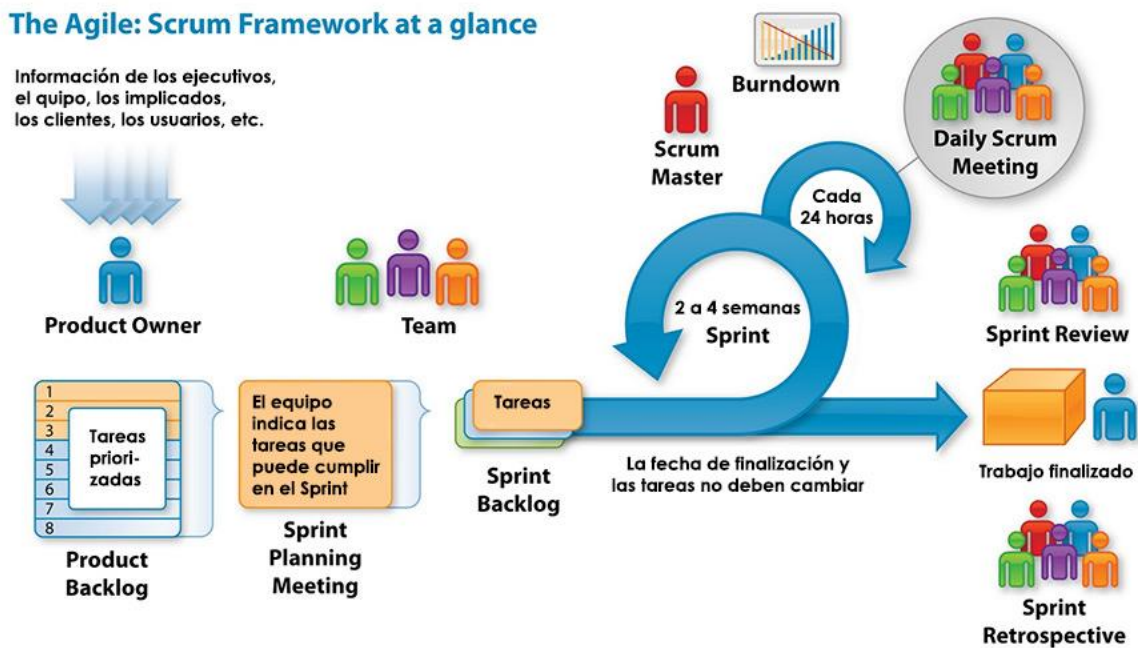 The Agile: Scrum Framework at a glance
Información de los ejecutivos,
el quipo, los implicados,
los clientes, los usuarios, etc.
Product Owner
Team
Scrum
Master
Burndown
Daily Scrum
Meeting
Cada
24 horas
2 a 4 semanas
Sprint
Sprint Review
1
2
3
4
5
6
7
8
Tareas
priori-
zadas
Product
Backlog
El equipo
indica las
tareas que
puede cumplir
en el Sprint
Sprint
Planning
Meeting
Tareas
Sprint
Backlog
La fecha de finalización y
las tareas no deben cambiar
Trabajo finalizado
Sprint
Retrospective